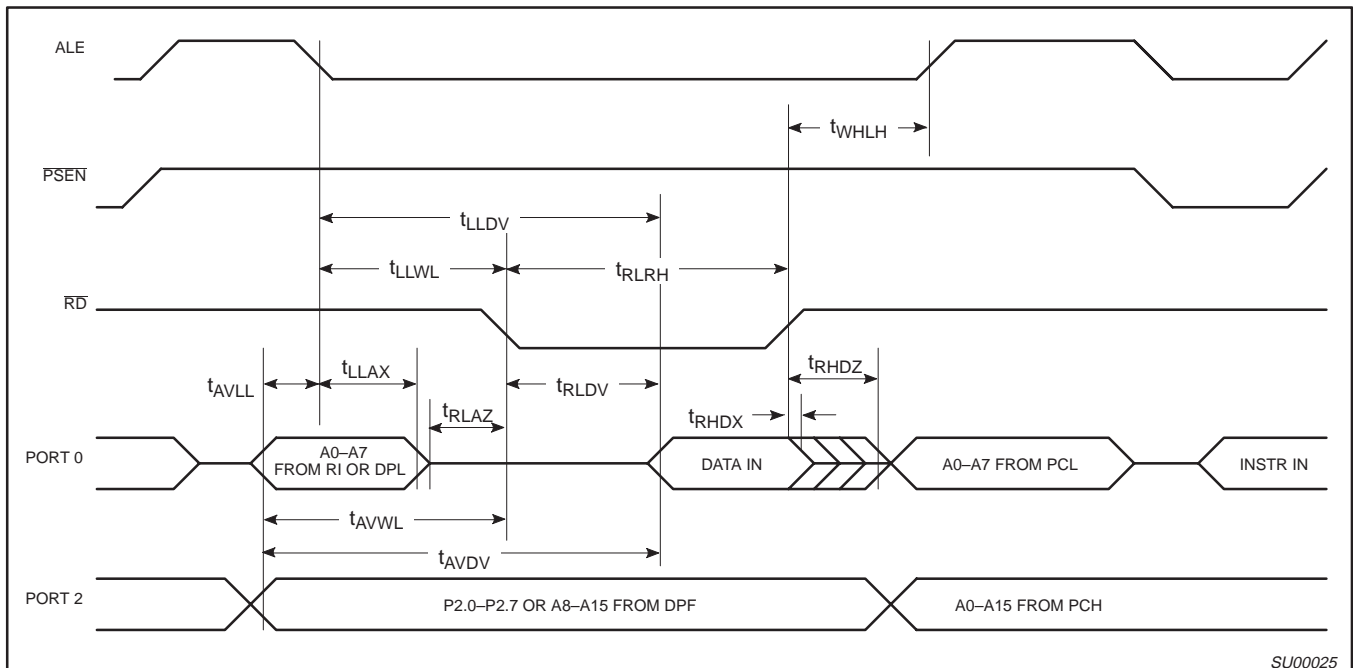 ALE
tWHLH
PSEN
tLLDV
tLLWL
tRLRH
RD
tAVLL
tLLAX
tRLAZ
tRLDV
tRHDZ
tRHDX
PORT 0
A0–A7
FROM RI OR DPL
DATA IN
A0–A7 FROM PCL
INSTR IN
tAVWL
tAVDV
PORT 2
P2.0–P2.7 OR A8–A15 FROM DPF
A0–A15 FROM PCH
SU00025